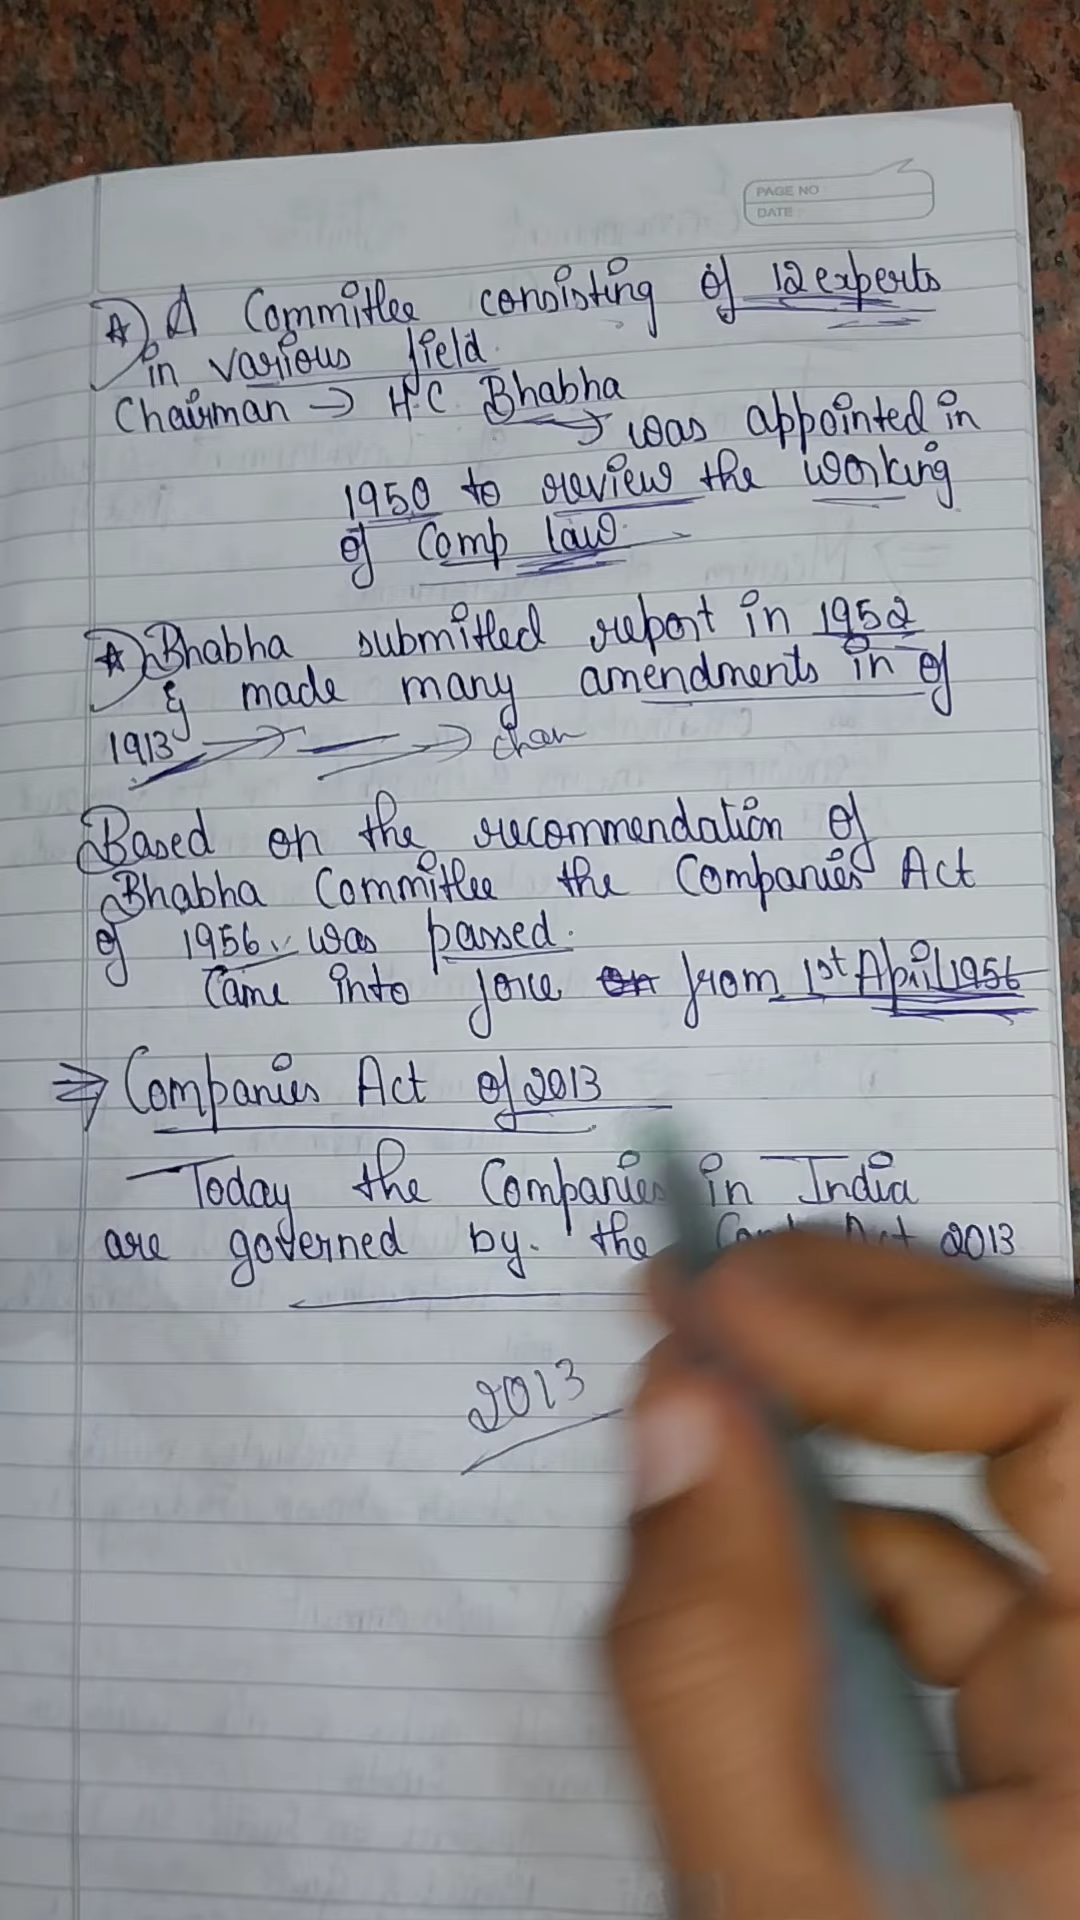 PAGE NO
DATE
A Committee consisting of 12 experts
in various field.
Chairman → H.C. Bhabha
→ was appointed in
1950 to review the working
of Comp law.
Bhabha submitted report in 1952
& made many amendments in of
1913 → → chan
Based on the recommendation of
Bhabha Committee the Companies Act
of 1956 was passed.
Came into force from 1st April 1956
⇒ Companies Act of 2013
Today the Companies in India
are governed by. the Act 2013
2013